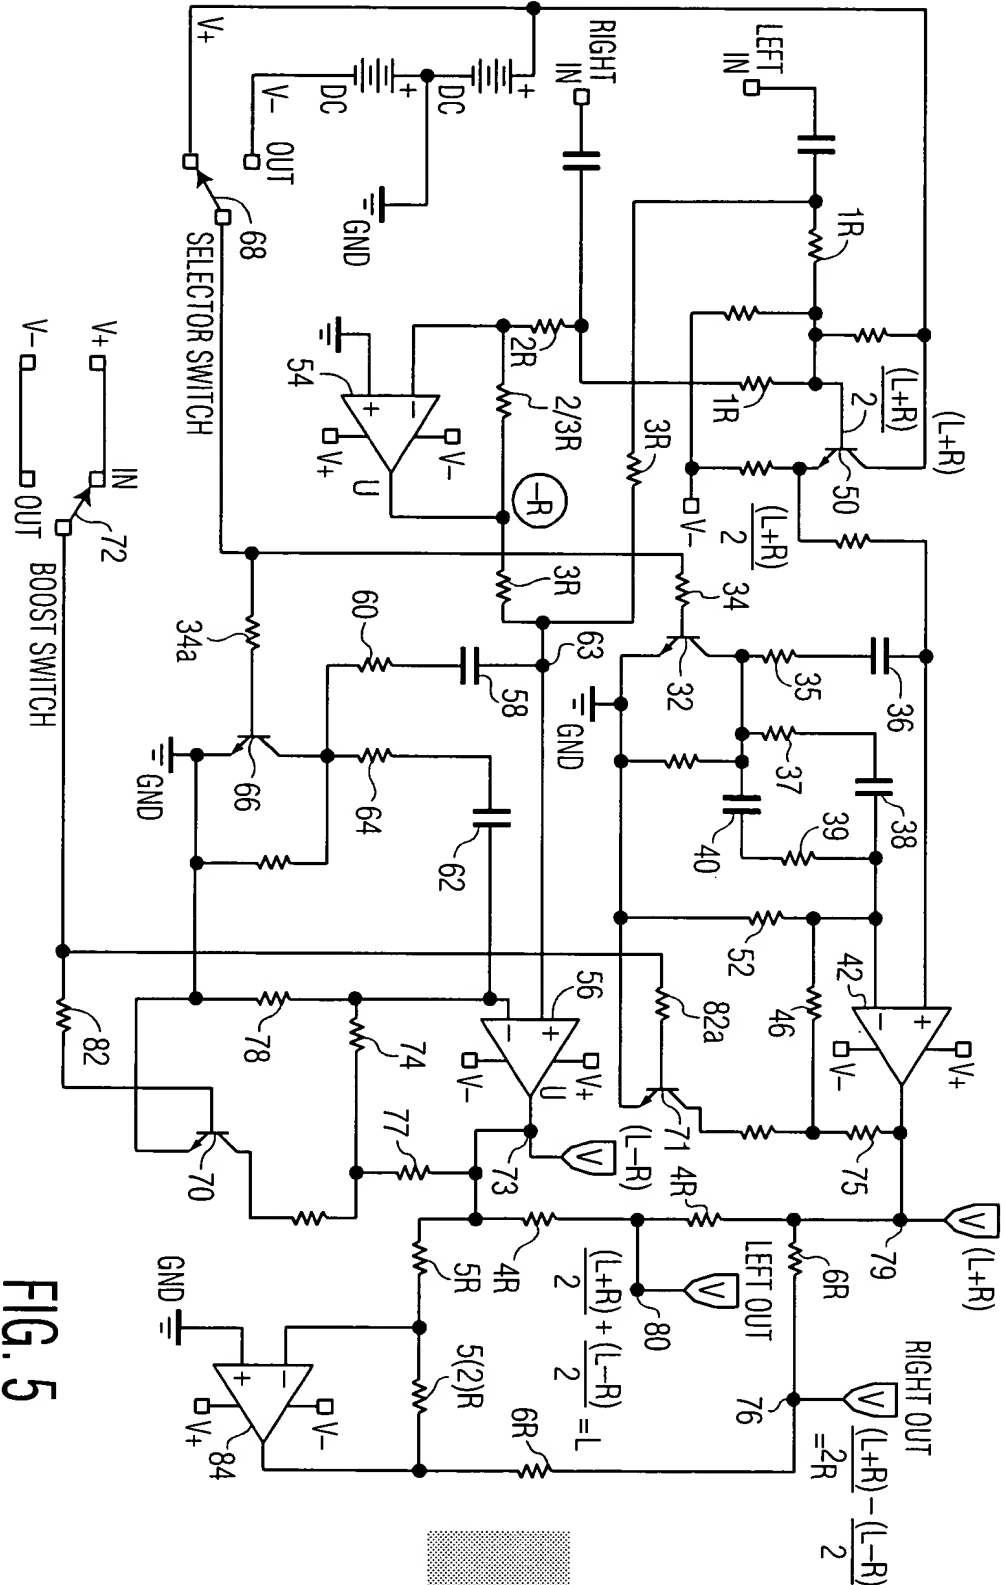 V+
DC
+
DC
+
V-
OUT
RIGHT
IN
LEFT
IN
GND
68
SELECTOR SWITCH
V+
V-
IN
OUT
72
BOOST SWITCH
1R
1R
2R
2/3R
3R
-R
3R
54
-
+
V-
V+
U
(L+R)
(L+R)
2
50
(L+R)
2
V-
34
32
35
36
37
38
39
40
GND
52
42
46
+
-
V+
V-
34a
60
58
63
64
62
66
GND
56
+
-
V+
V-
U
78
74
77
82
82a
70
71
73
75
V
(L-R)
V
(L+R)
79
4R
4R
6R
LEFT OUT
V
80
(L+R) + (L-R) = L
2 2
5R
5(2)R
6R
76
RIGHT OUT
V
(L+R) - (L-R)
2 2
=R
GND
+
-
V-
V+
84
FIG. 5